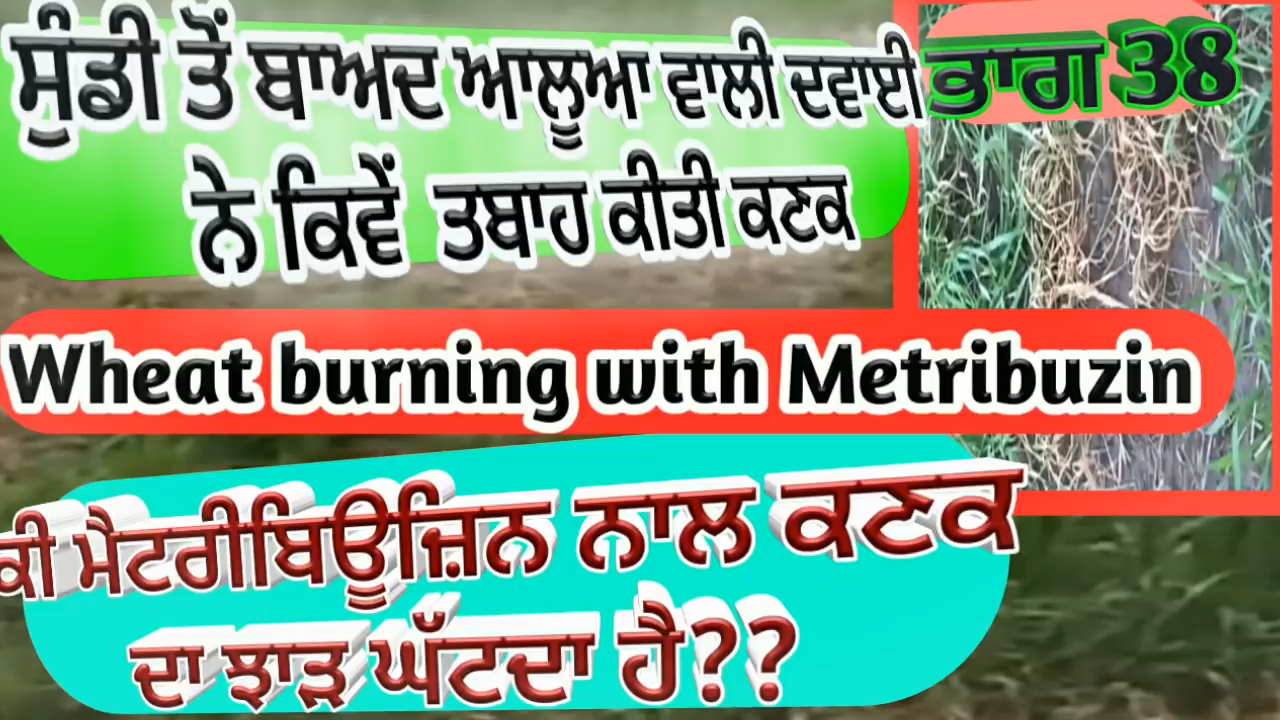 ਸੁੰਡੀ ਤੋਂ ਬਾਅਦ ਆਲੂਆ ਵਾਲੀ ਦਵਾਈ ਭਾਗ 38
ਨੇ ਕਿਵੇਂ ਤਬਾਹ ਕੀਤੀ ਕਣਕ
Wheat burning with Metribuzin
ਕੀ ਮੈਟਰੀਬਿਊਜ਼ਿਨ ਨਾਲ ਕਣਕ
ਦਾ ਝਾੜ ਘੱਟਦਾ ਹੈ??